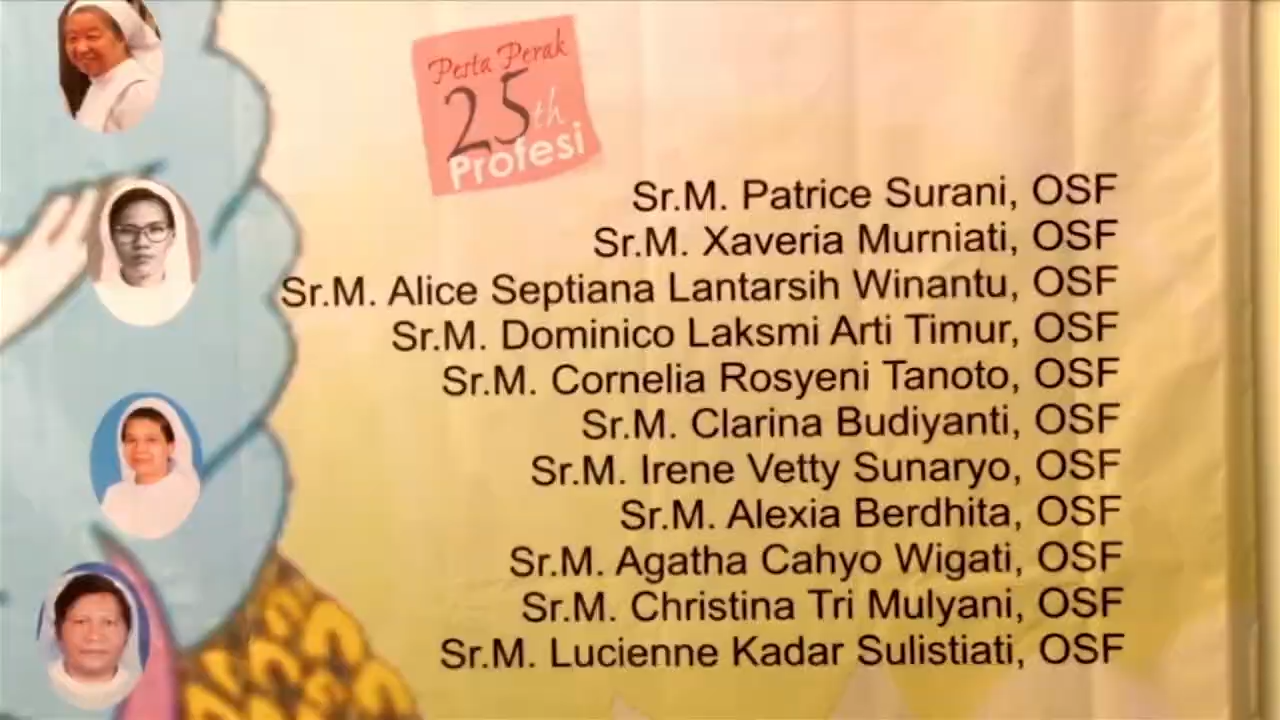 Pesta Perak
25th
Profesi
Sr.M. Patrice Surani, OSF
Sr.M. Xaveria Murniati, OSF
Sr.M. Alice Septiana Lantarsih Winantu, OSF
Sr.M. Dominico Laksmi Arti Timur, OSF
Sr.M. Cornelia Rosyeni Tanoto, OSF
Sr.M. Clarina Budiyanti, OSF
Sr.M. Irene Vetty Sunaryo, OSF
Sr.M. Alexia Berdhita, OSF
Sr.M. Agatha Cahyo Wigati, OSF
Sr.M. Christina Tri Mulyani, OSF
Sr.M. Lucienne Kadar Sulistiati, OSF